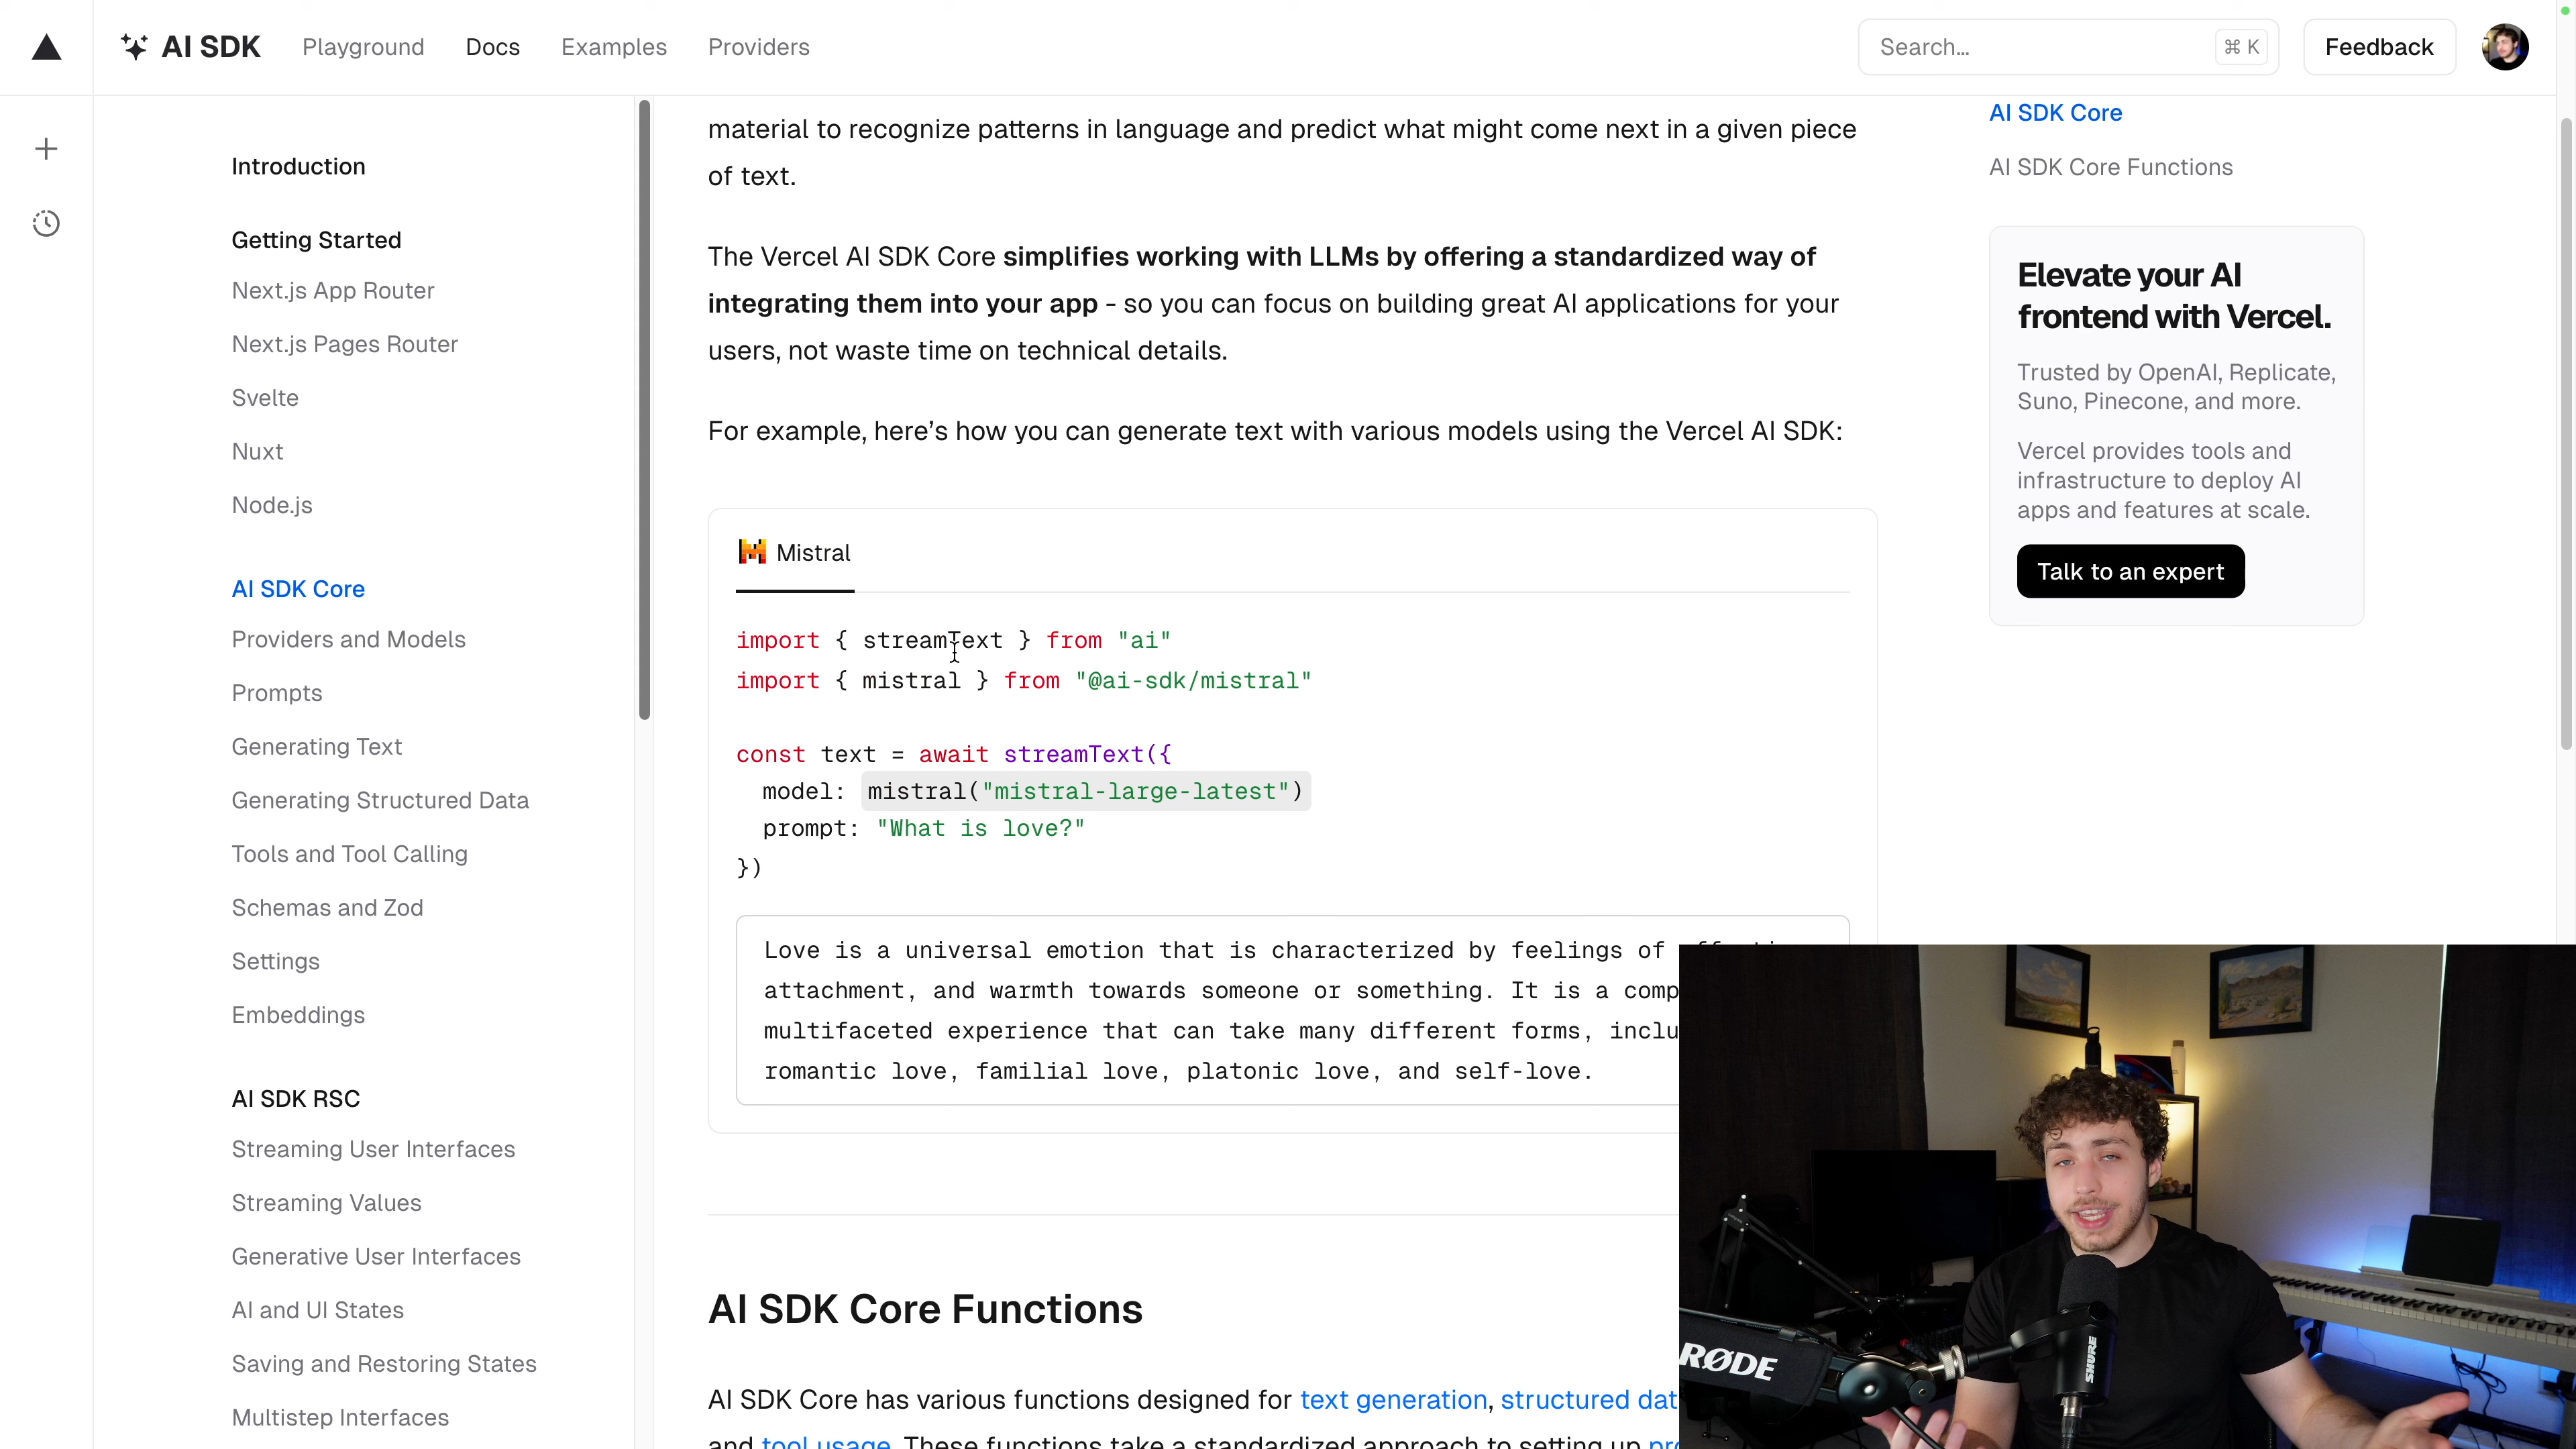 AI SDK
Playground
Docs
Examples
Providers
Search...
⌘ K
Feedback
Introduction
Getting Started
Next.js App Router
Next.js Pages Router
Svelte
Nuxt
Node.js
AI SDK Core
Providers and Models
Prompts
Generating Text
Generating Structured Data
Tools and Tool Calling
Schemas and Zod
Settings
Embeddings
AI SDK RSC
Streaming User Interfaces
Streaming Values
Generative User Interfaces
AI and UI States
Saving and Restoring States
Multistep Interfaces
material to recognize patterns in language and predict what might come next in a given piece
of text.
The Vercel AI SDK Core simplifies working with LLMs by offering a standardized way of
integrating them into your app - so you can focus on building great AI applications for your
users, not waste time on technical details.
For example, here's how you can generate text with various models using the Vercel AI SDK:
Mistral
import { streamText } from "ai"
import { mistral } from "@ai-sdk/mistral"
const text = await streamText({
model: mistral("mistral-large-latest")
prompt: "What is love?"
})
Love is a universal emotion that is characterized by feelings of
attachment, and warmth towards someone or something. It is a comp
multifaceted experience that can take many different forms, inclu
romantic love, familial love, platonic love, and self-love.
AI SDK Core Functions
AI SDK Core has various functions designed for text generation, structured dat
and tool usage. These functions take a standardized approach to setting up pro
AI SDK Core
AI SDK Core Functions
Elevate your AI
frontend with Vercel.
Trusted by OpenAI, Replicate,
Suno, Pinecone, and more.
Vercel provides tools and
infrastructure to deploy AI
apps and features at scale.
Talk to an expert
RØDE
SHURE